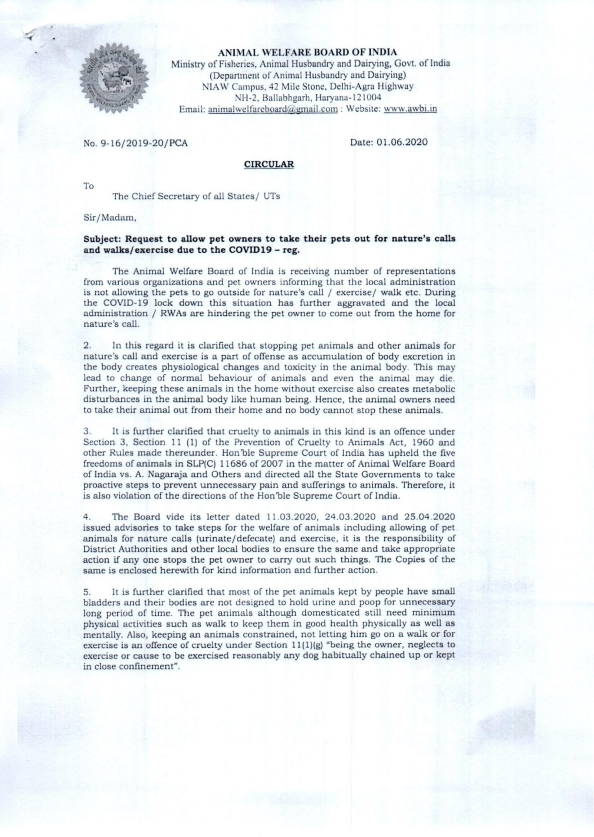 ANIMAL WELFARE BOARD OF INDIA
Ministry of Fisheries, Animal Husbandry and Dairying, Govt. of India
(Department of Animal Husbandry and Dairying)
NIAW Campus, 42 Mile Stone, Delhi-Agra Highway
NH-2, Ballabhgarh, Haryana-121004
Email: animalwelfareboard@gmail.com : Website: www.awbi.in
No. 9-16/2019-20/PCA Date: 01.06.2020
CIRCULAR
To
The Chief Secretary of all States/ UTs
Sir/Madam,
Subject: Request to allow pet owners to take their pets out for nature's calls
and walks/exercise due to the COVID19 – reg.
The Animal Welfare Board of India is receiving number of representations
from various organizations and pet owners informing that the local administration
is not allowing the pets to go outside for nature's call / exercise/ walk etc. During
the COVID-19 lock down this situation has further aggravated and the local
administration / RWAs are hindering the pet owner to come out from the home for
nature's call.
2. In this regard it is clarified that stopping pet animals and other animals for
nature's call and exercise is a part of offense as accumulation of body excretion in
the body creates physiological changes and toxicity in the animal body. This may
lead to change of normal behaviour of animals and even the animal may die.
Further, keeping these animals in the home without exercise also creates metabolic
disturbances in the animal body like human being. Hence, the animal owners need
to take their animal out from their home and no body cannot stop these animals.
3. It is further clarified that cruelty to animals in this kind is an offence under
Section 3, Section 11 (1) of the Prevention of Cruelty to Animals Act, 1960 and
other Rules made thereunder. Hon'ble Supreme Court of India has upheld the five
freedoms of animals in SLP(C) 11686 of 2007 in the matter of Animal Welfare Board
of India vs. A. Nagaraja and Others and directed all the State Governments to take
proactive steps to prevent unnecessary pain and sufferings to animals. Therefore, it
is also violation of the directions of the Hon'ble Supreme Court of India.
4. The Board vide its letter dated 11.03.2020, 24.03.2020 and 25.04.2020
issued advisories to take steps for the welfare of animals including allowing of pet
animals for nature calls (urinate/defecate) and exercise, it is the responsibility of
District Authorities and other local bodies to ensure the same and take appropriate
action if any one stops the pet owner to carry out such things. The Copies of the
same is enclosed herewith for kind information and further action.
5. It is further clarified that most of the pet animals kept by people have small
bladders and their bodies are not designed to hold urine and poop for unnecessary
long period of time. The pet animals although domesticated still need minimum
physical activities such as walk to keep them in good health physically as well as
mentally. Also, keeping an animals constrained, not letting him go on a walk or for
exercise is an offence of cruelty under Section 11(1)(g) "being the owner, neglects to
exercise or cause to be exercised reasonably any dog habitually chained up or kept
in close confinement".